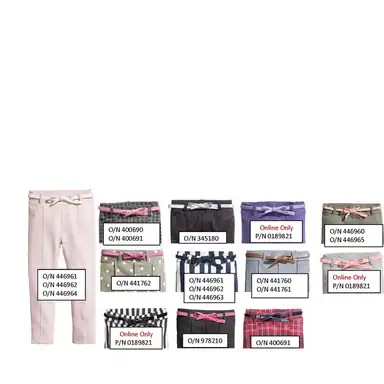 O/N 446961
O/N 446962
O/N 446964
O/N 400690
O/N 400691
O/N 345180
Online Only
P/N 0189821
O/N 446960
O/N 446965
O/N 441762
O/N 446961
O/N 446962
O/N 446963
O/N 441760
O/N 441761
Online Only
P/N 0189821
Online Only
P/N 0189821
O/N 978210
O/N 400691